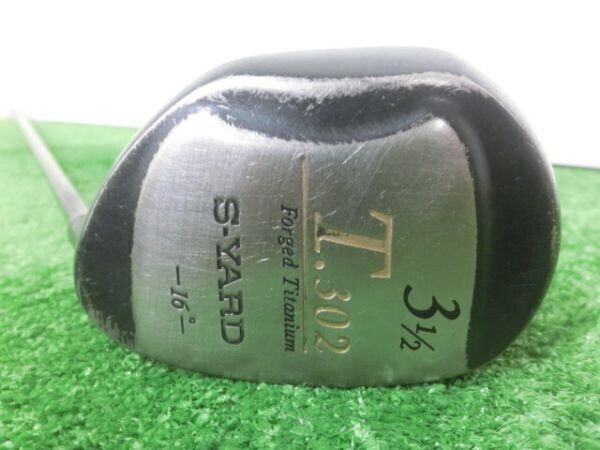 3½
T.302
Forged Titanium
S-YARD
—16°—